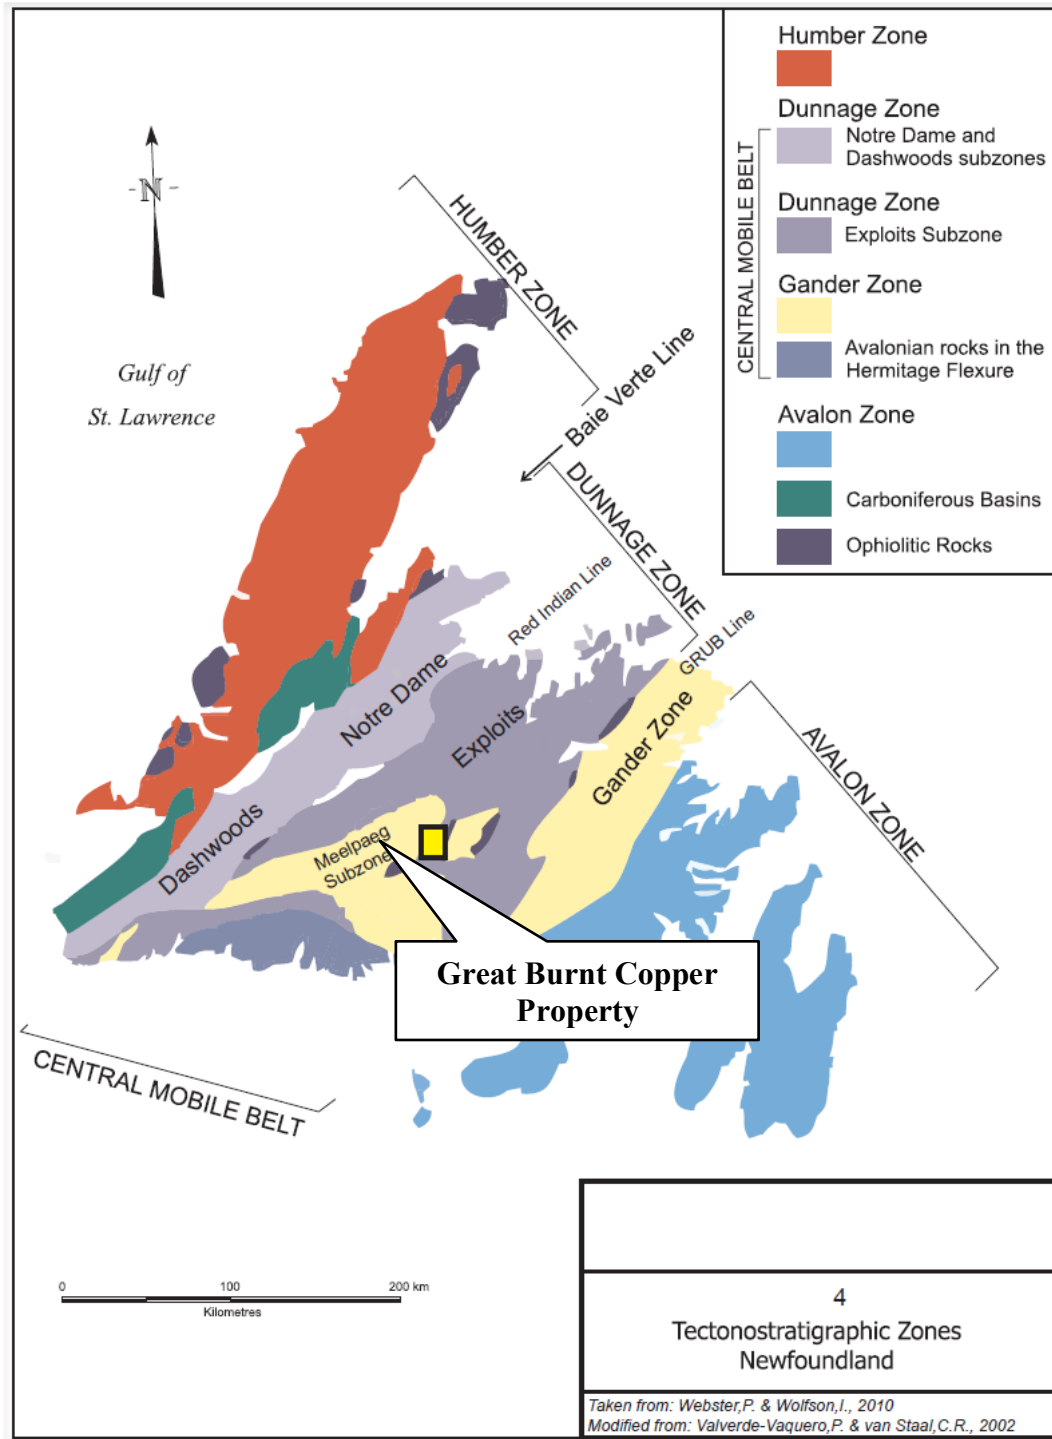 Humber Zone
Dunnage Zone
Notre Dame and
Dashwoods subzones
Dunnage Zone
Exploits Subzone
Gander Zone
Avalonian rocks in the
Hermitage Flexure
CENTRAL MOBILE BELT
Avalon Zone
Carboniferous Basins
Ophiolitic Rocks
N
Gulf of
St. Lawrence
HUMBER ZONE
Baie Verte Line
DUNNAGE ZONE
Red Indian Line
GRUB Line
AVALON ZONE
Notre Dame
Exploits
Gander Zone
Dashwoods
Meelpaeg
Subzone
Great Burnt Copper
Property
CENTRAL MOBILE BELT
0 100 200 km
Kilometres
4
Tectonostratigraphic Zones
Newfoundland
Taken from: Webster,P. & Wolfson,I., 2010
Modified from: Valverde-Vaquero,P. & van Staal,C.R., 2002